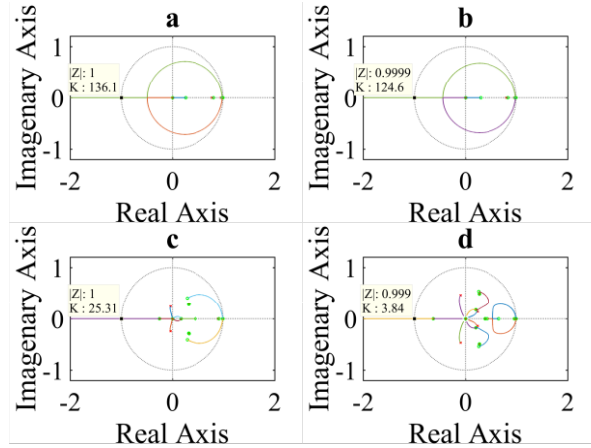 a
Imagenary Axis
1
0
-1
|Z|: 1
K : 136.1
-2
0
2
Real Axis
b
Imagenary Axis
1
0
-1
|Z|: 0.9999
K : 124.6
-2
0
2
Real Axis
c
Imagenary Axis
1
0
-1
|Z|: 1
K : 25.31
-2
0
2
Real Axis
d
Imagenary Axis
1
0
-1
|Z|: 0.999
K : 3.84
-2
0
2
Real Axis